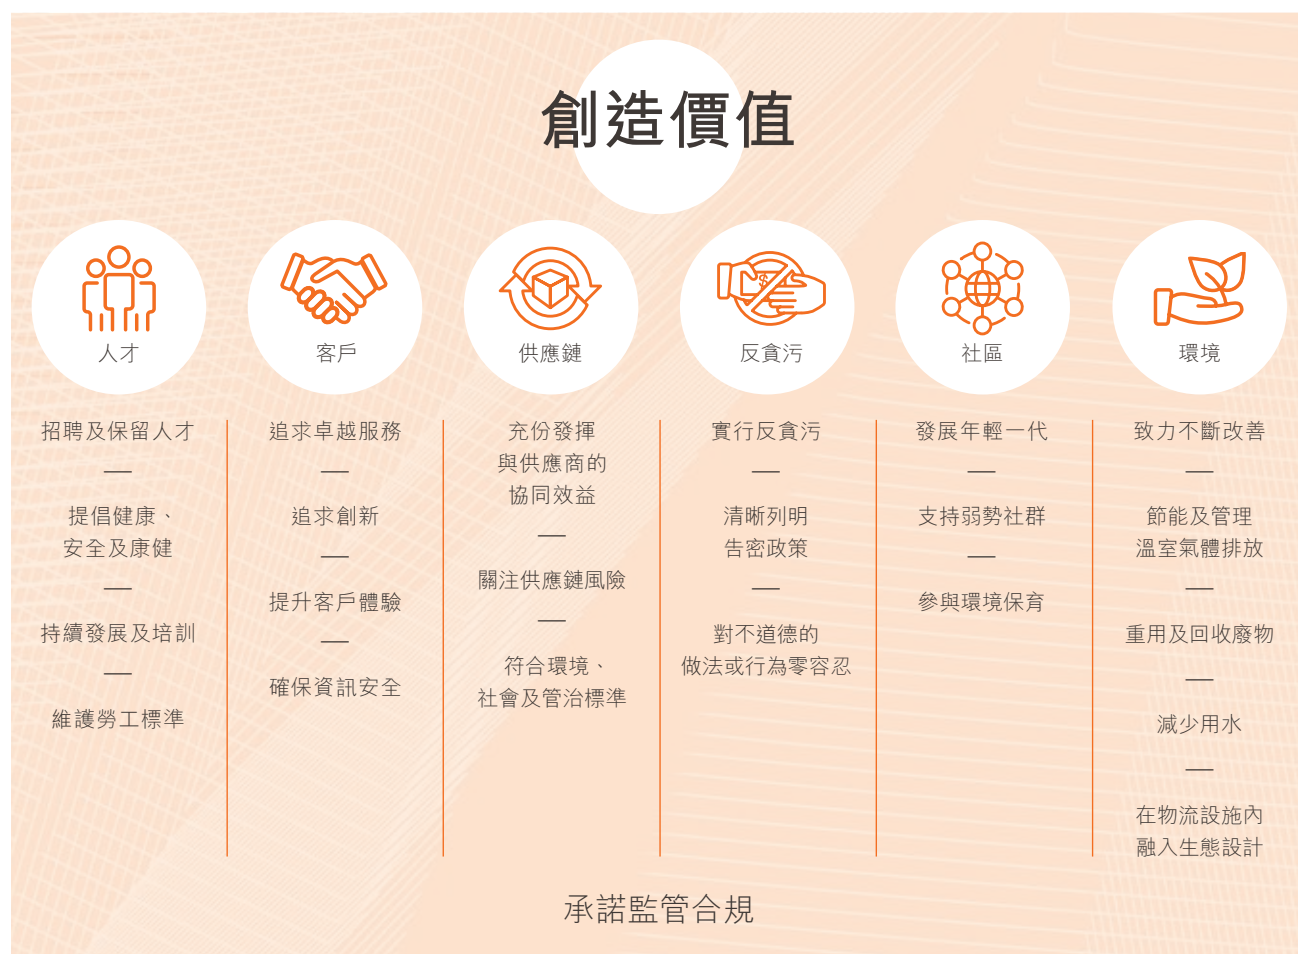 創造價值
人才
招聘及保留人才
提倡健康、
安全及康健
持續發展及培訓
維護勞工標準
客戶
追求卓越服務
追求創新
提升客戶體驗
確保資訊安全
供應鏈
充份發揮
與供應商的
協同效益
關注供應鏈風險
符合環境、
社會及管治標準
反貪污
實行反貪污
清晰列明
告密政策
對不道德的
做法或行為零容忍
社區
發展年輕一代
支持弱勢社群
參與環境保育
環境
致力不斷改善
節能及管理
溫室氣體排放
重用及回收廢物
減少用水
在物流設施內
融入生態設計
承諾監管合規
$